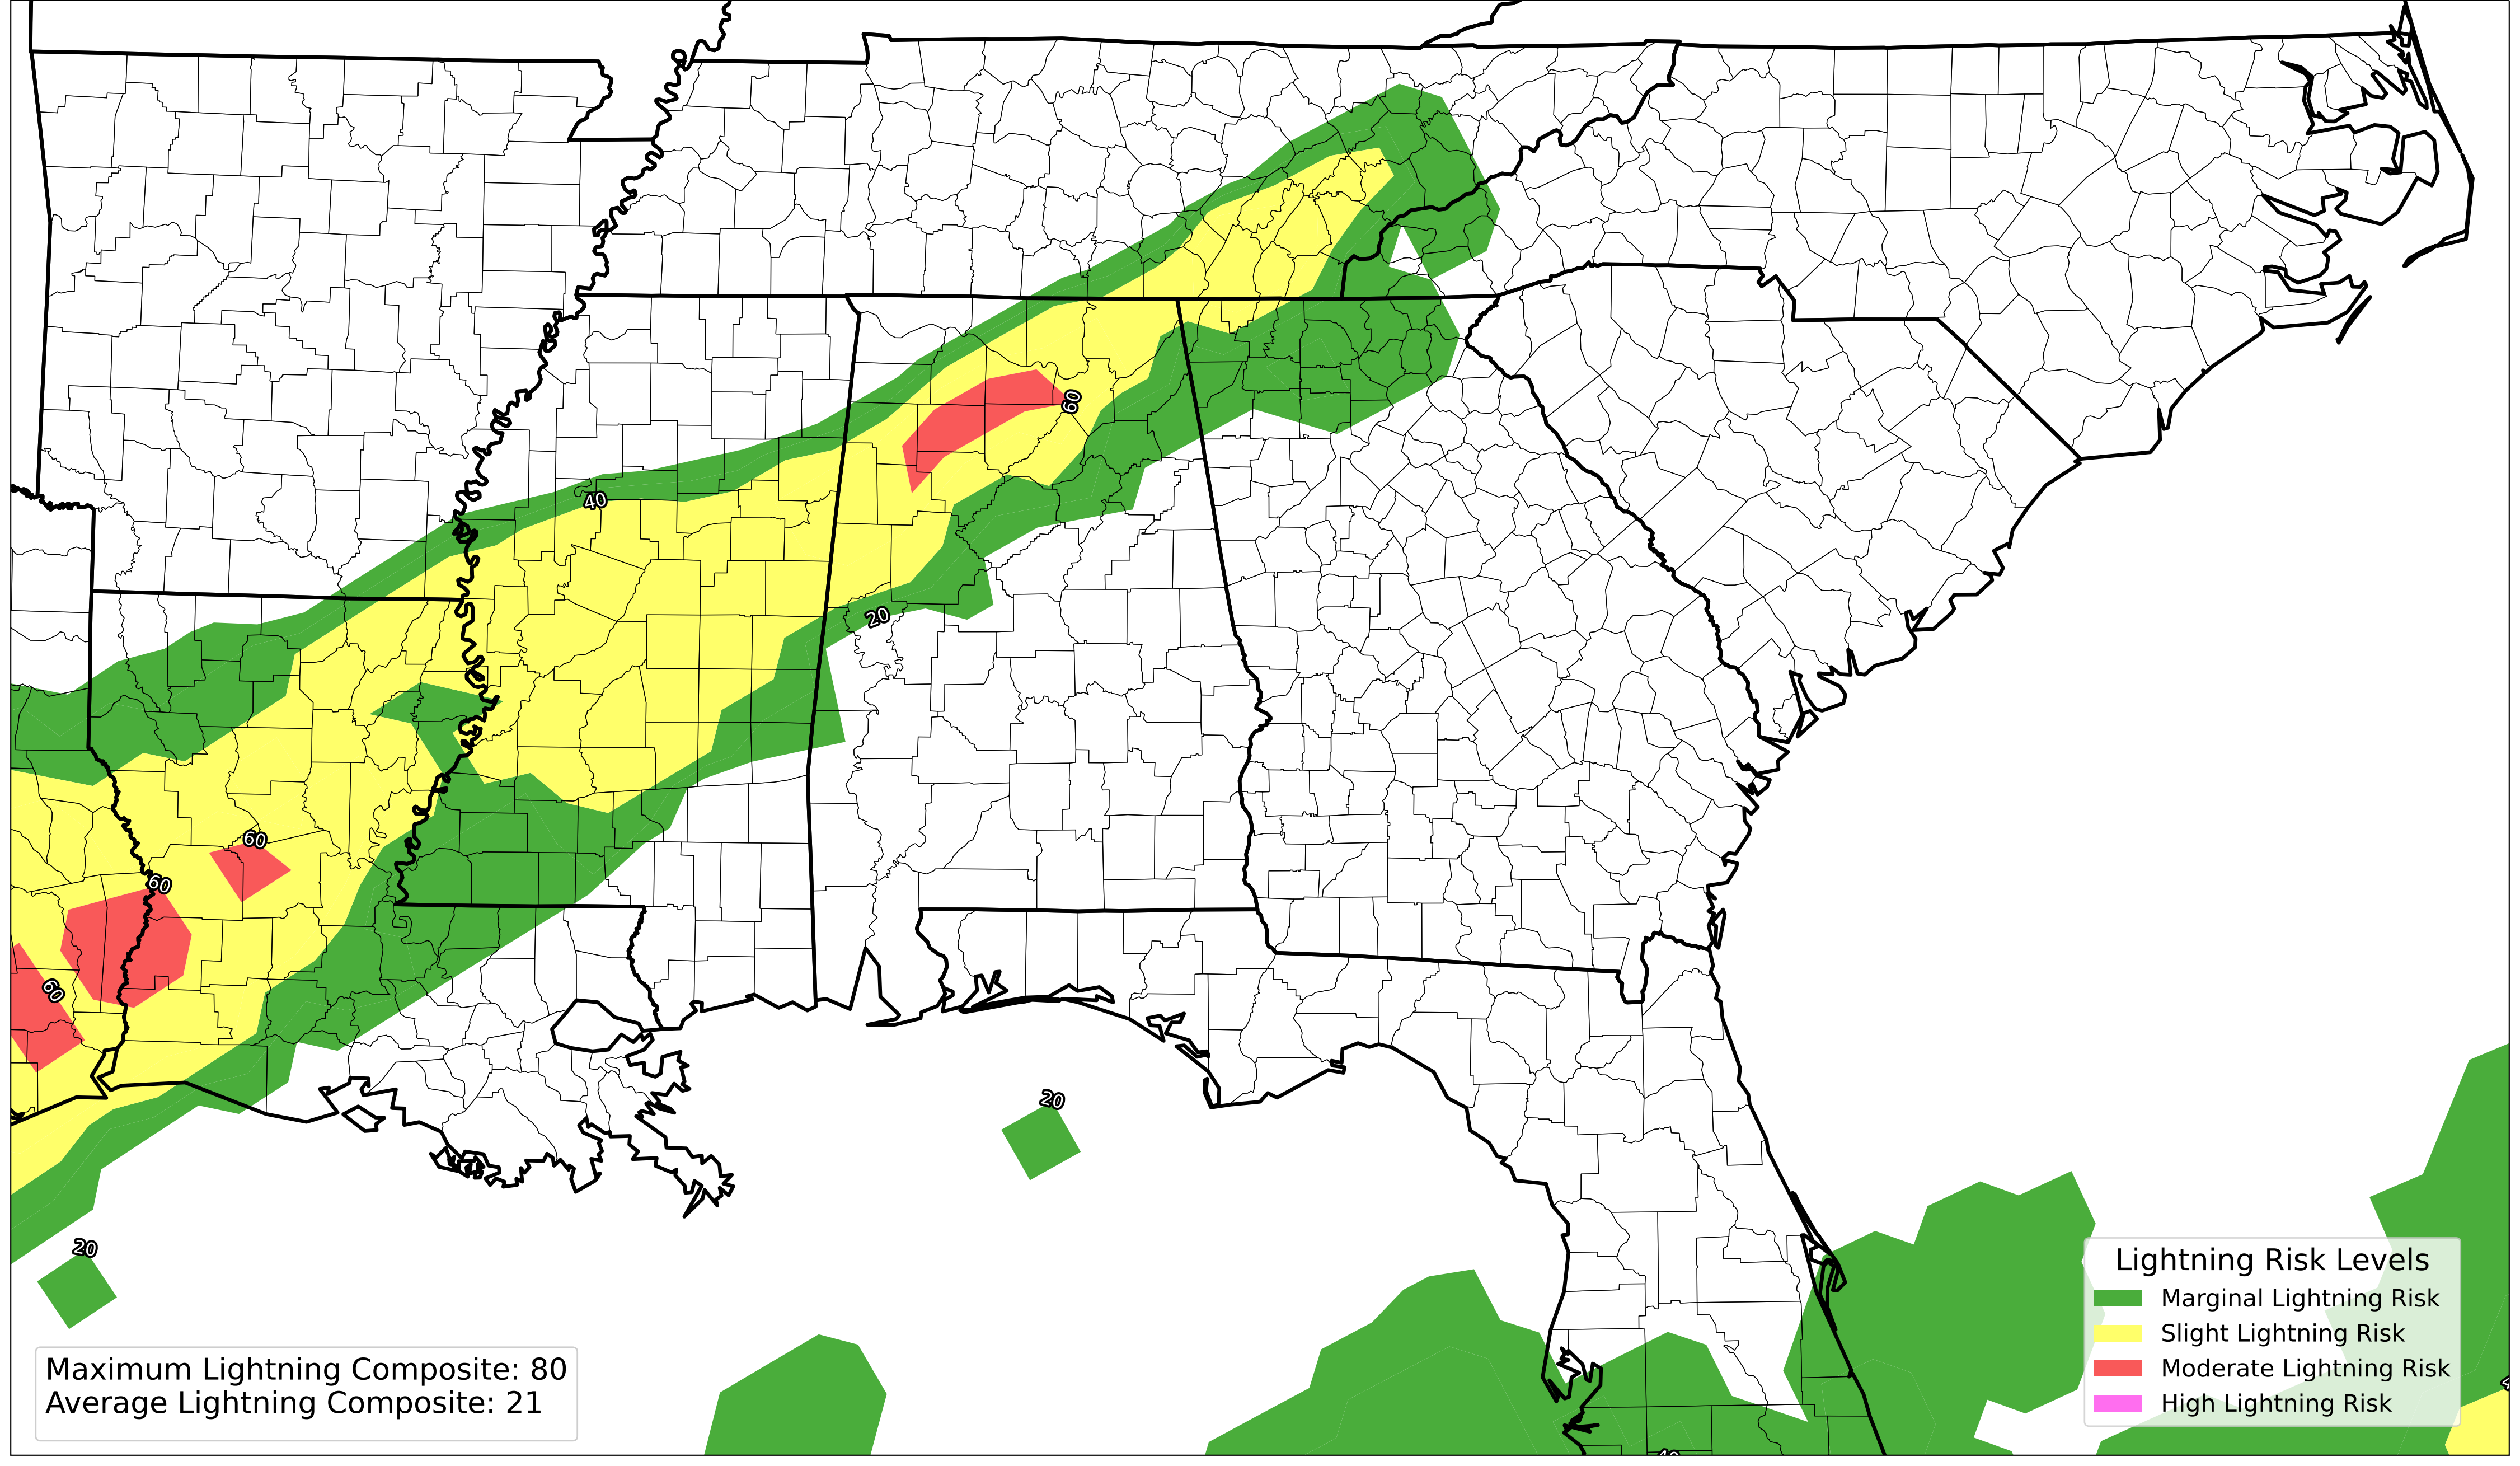 60
40
20
60
60
60
20
20
Lightning Risk Levels
Marginal Lightning Risk
Slight Lightning Risk
Moderate Lightning Risk
High Lightning Risk
Maximum Lightning Composite: 80
Average Lightning Composite: 21
40